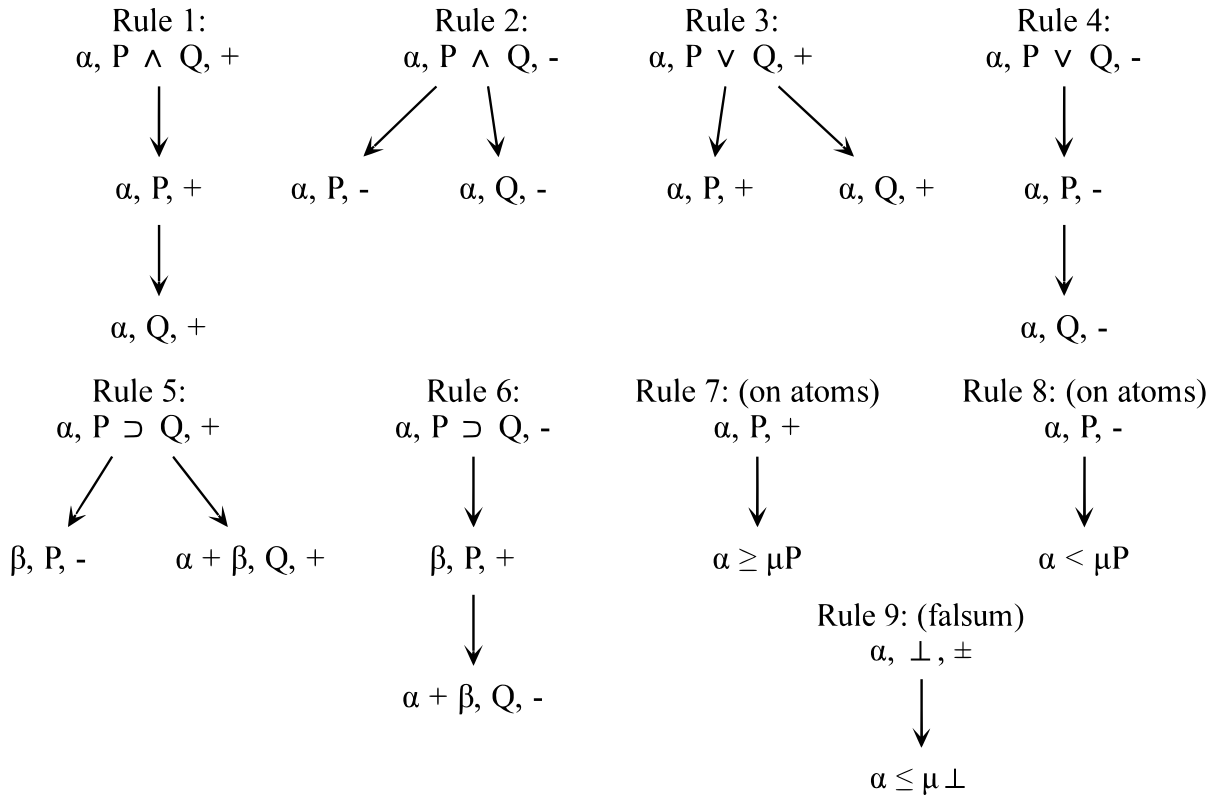 Rule 1:
α, P ∧ Q, +
α, P, +
α, Q, +
Rule 2:
α, P ∧ Q, -
α, P, -
α, Q, -
Rule 3:
α, P ∨ Q, +
α, P, +
α, Q, +
Rule 4:
α, P ∨ Q, -
α, P, -
α, Q, -
Rule 5:
α, P ⊃ Q, +
β, P, -
α + β, Q, +
Rule 6:
α, P ⊃ Q, -
β, P, +
α + β, Q, -
Rule 7: (on atoms)
α, P, +
α ≥ μP
Rule 8: (on atoms)
α, P, -
α < μP
Rule 9: (falsum)
α, ⊥, ±
α ≤ μ⊥